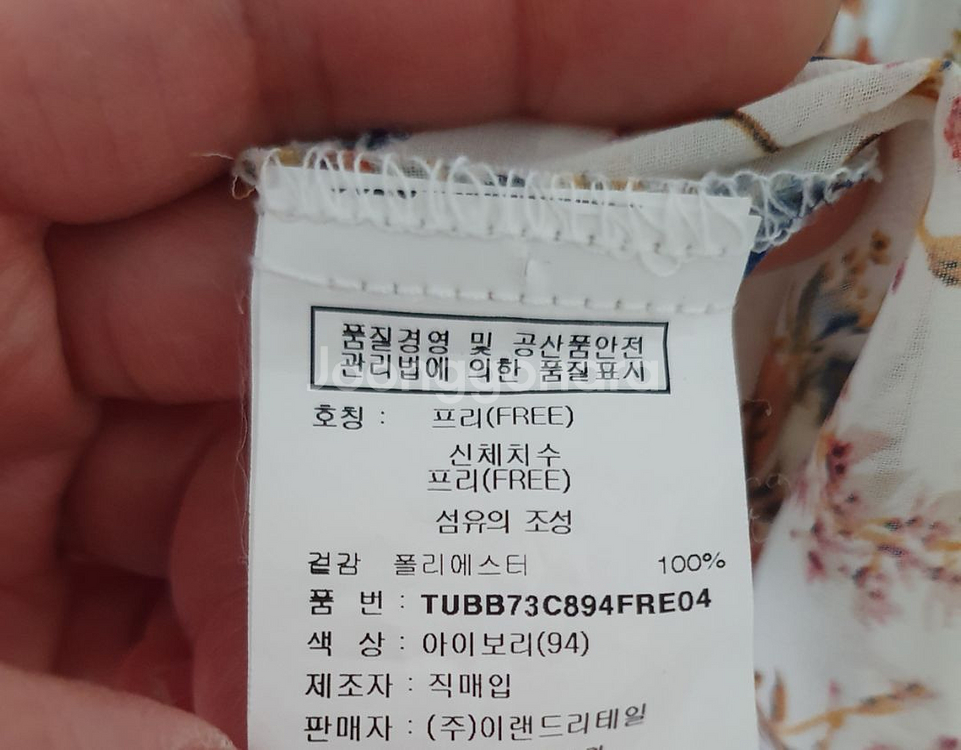 품질경영 및 공산품안전
관리법에 의한 품질표시
Joonggonara
호칭 : 프리(FREE)
신체치수
프리(FREE)
섬유의 조성
겉감 폴리에스터 100%
품 번 : TUBB73C894FRE04
색 상 : 아이보리(94)
제조자 : 직매입
판매자 : (주)이랜드리테일